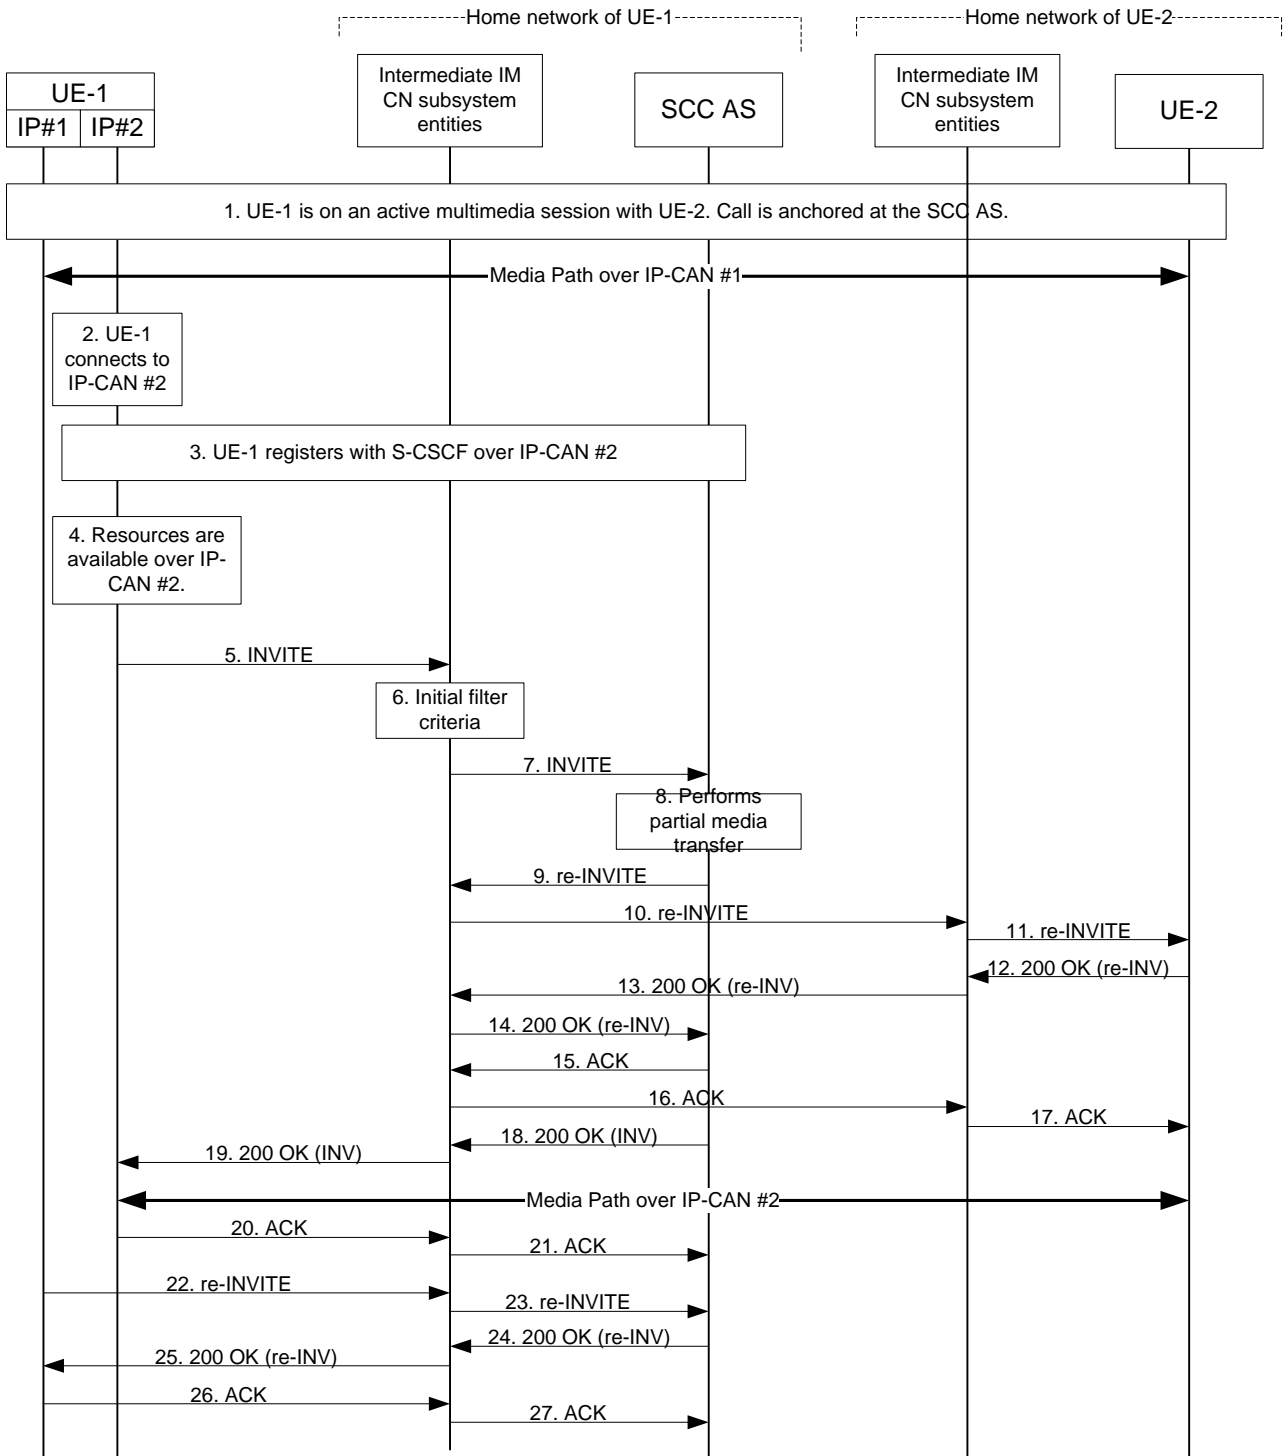 Home network of UE-1
Home network of UE-2
UE-1
IP#1 IP#2
Intermediate IM
CN subsystem
entities
SCC AS
Intermediate IM
CN subsystem
entities
UE-2
1. UE-1 is on an active multimedia session with UE-2. Call is anchored at the SCC AS.
Media Path over IP-CAN #1
2. UE-1
connects to
IP-CAN #2
3. UE-1 registers with S-CSCF over IP-CAN #2
4. Resources are
available over IP-
CAN #2.
5. INVITE
6. Initial filter
criteria
7. INVITE
8. Performs
partial media
transfer
9. re-INVITE
10. re-INVITE
11. re-INVITE
12. 200 OK (re-INV)
13. 200 OK (re-INV)
14. 200 OK (re-INV)
15. ACK
16. ACK
17. ACK
18. 200 OK (INV)
19. 200 OK (INV)
Media Path over IP-CAN #2
20. ACK
21. ACK
22. re-INVITE
23. re-INVITE
24. 200 OK (re-INV)
25. 200 OK (re-INV)
26. ACK
27. ACK